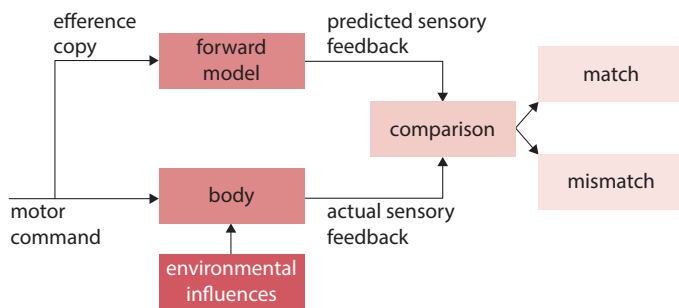 efference
copy
forward
model
predicted sensory
feedback
match
comparison
mismatch
body
motor
command
actual sensory
feedback
environmental
influences